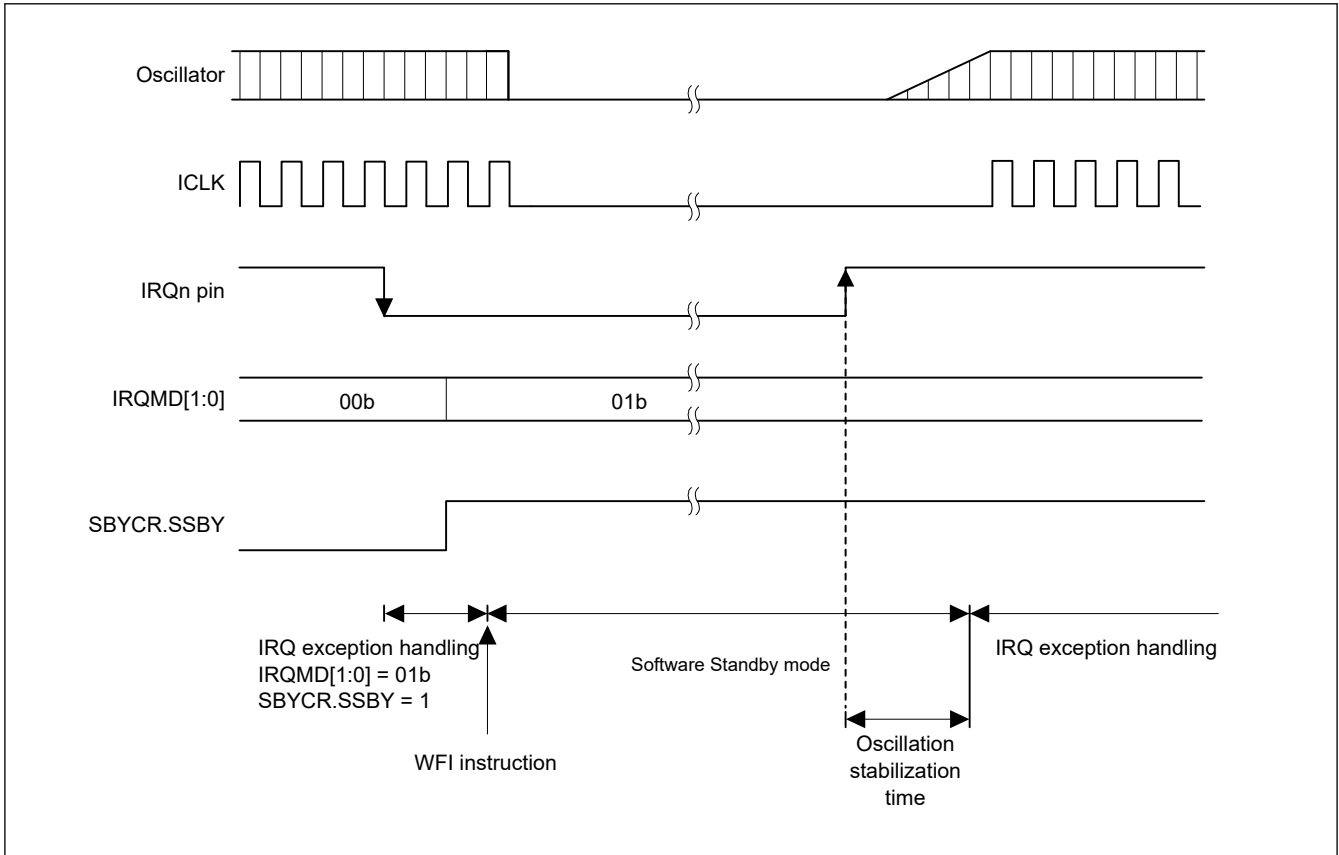 Oscillator
ICLK
IRQn pin
IRQMD[1:0]
00b
01b
SBYCR.SSBY
IRQ exception handling
IRQMD[1:0] = 01b
SBYCR.SSBY = 1
WFI instruction
Software Standby mode
Oscillation
stabilization
time
IRQ exception handling